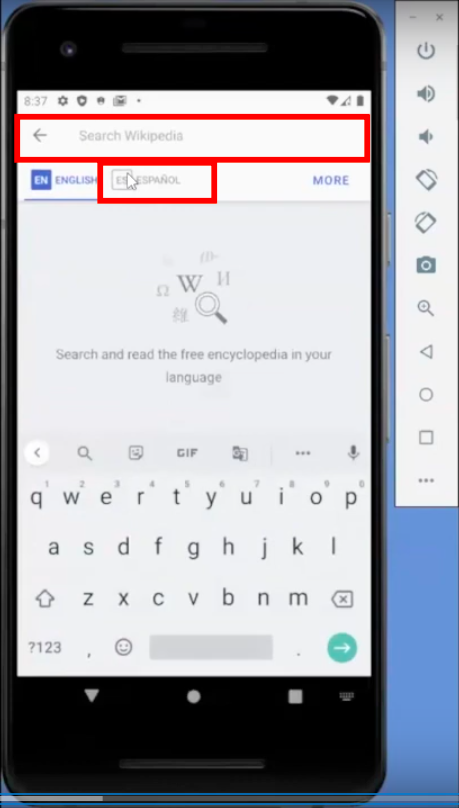 8:37
Search Wikipedia
EN ENGLISH ES ESPAÑOL MORE
Ω W И
維
Search and read the free encyclopedia in your
language
GIF
1 2 3 4 5 6 7 8 9 0
q w e r t y u i o p
a s d f g h j k l
z x c v b n m
?123 , .